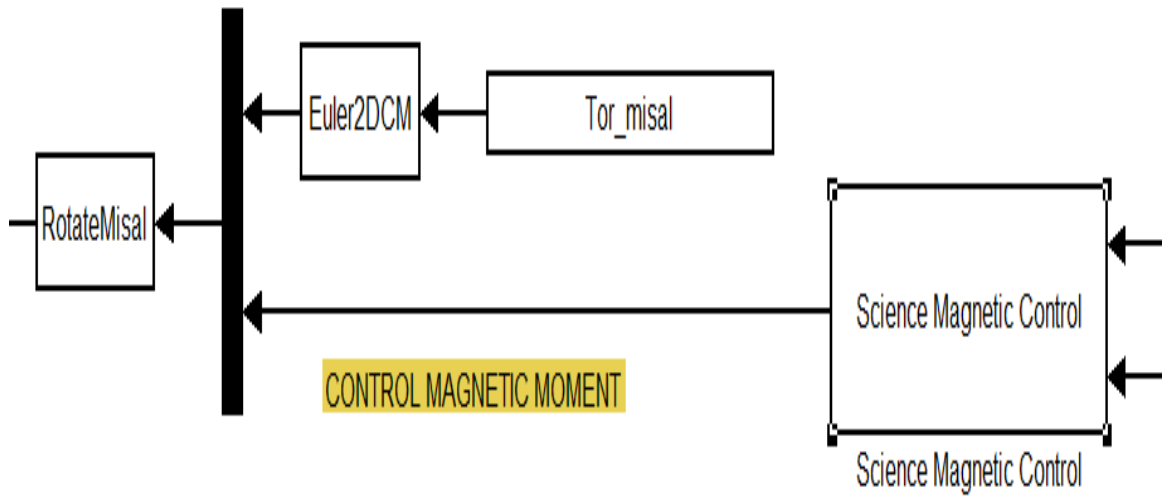 Euler2DCM
Tor_misal
RotateMisal
Science Magnetic Control
CONTROL MAGNETIC MOMENT
Science Magnetic Control